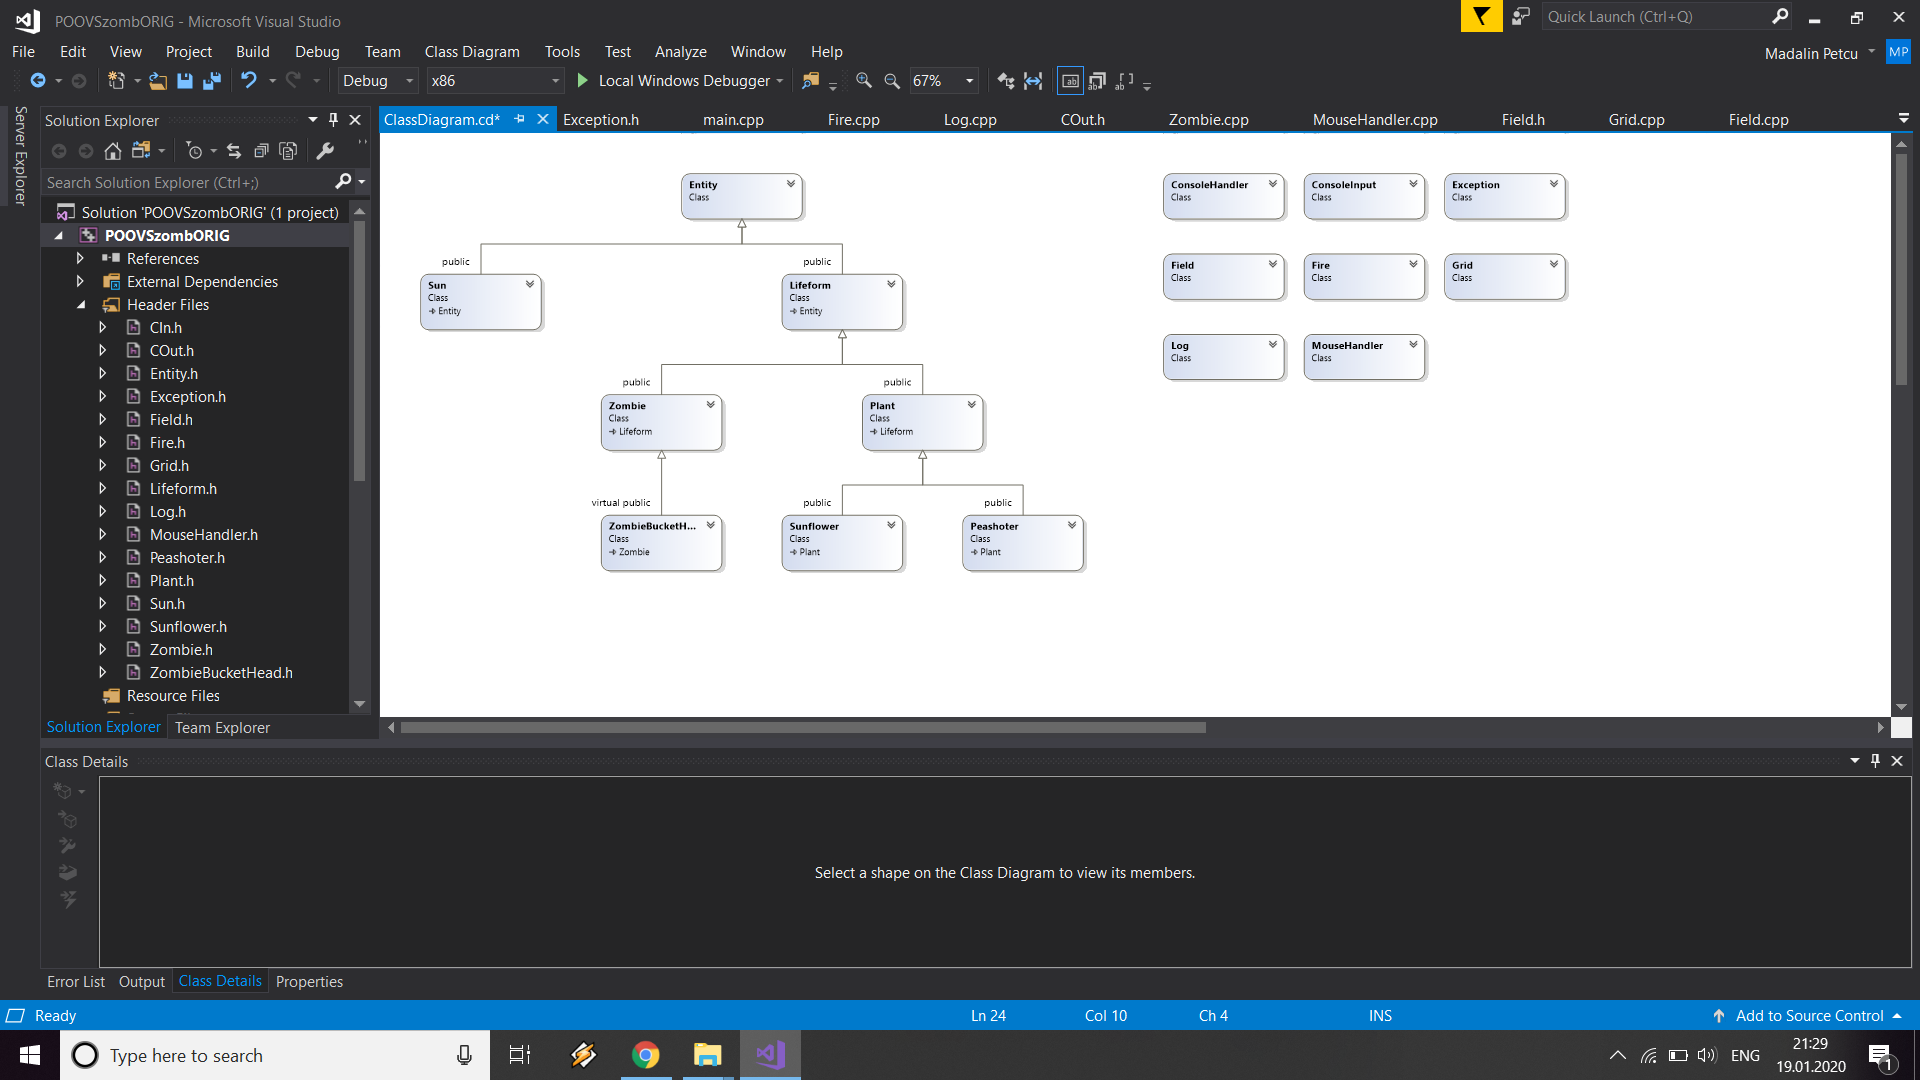 POOVSzombORIG - Microsoft Visual Studio
Quick Launch (Ctrl+Q)
File Edit View Project Build Debug Team Class Diagram Tools Test Analyze Window Help
Madalin Petcu MP
Debug x86 Local Windows Debugger 67%
Server Explorer
Solution Explorer
ClassDiagram.cd* Exception.h main.cpp Fire.cpp Log.cpp COut.h Zombie.cpp MouseHandler.cpp Field.h Grid.cpp Field.cpp
Search Solution Explorer (Ctrl+;)
Solution 'POOVSzombORIG' (1 project)
POOVSzombORIG
References
External Dependencies
Header Files
CIn.h
COut.h
Entity.h
Exception.h
Field.h
Fire.h
Grid.h
Lifeform.h
Log.h
MouseHandler.h
Peashoter.h
Plant.h
Sun.h
Sunflower.h
Zombie.h
ZombieBucketHead.h
Resource Files
Solution Explorer Team Explorer
Entity
Class
public
public
Sun
Class
Entity
Lifeform
Class
Entity
public
public
Zombie
Class
Lifeform
Plant
Class
Lifeform
virtual public
public
public
ZombieBucketH...
Class
Zombie
Sunflower
Class
Plant
Peashoter
Class
Plant
ConsoleHandler
Class
ConsoleInput
Class
Exception
Class
Field
Class
Fire
Class
Grid
Class
Log
Class
MouseHandler
Class
Class Details
Select a shape on the Class Diagram to view its members.
Error List Output Class Details Properties
Ready Ln 24 Col 10 Ch 4 INS Add to Source Control
Type here to search
ENG
21:29
19.01.2020
1